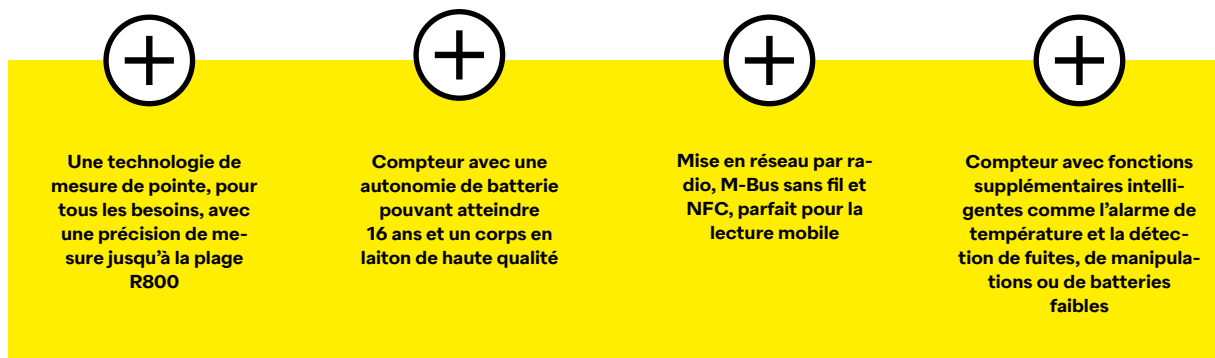 Une technologie de
mesure de pointe, pour
tous les besoins, avec
une précision de me-
sure jusqu’à la plage
R800
Compteur avec une
autonomie de batterie
pouvant atteindre
16 ans et un corps en
laiton de haute qualité
Mise en réseau par ra-
dio, M-Bus sans fil et
NFC, parfait pour la
lecture mobile
Compteur avec fonctions
supplémentaires intelli-
gentes comme l’alarme de
température et la détec-
tion de fuites, de manipula-
tions ou de batteries
faibles